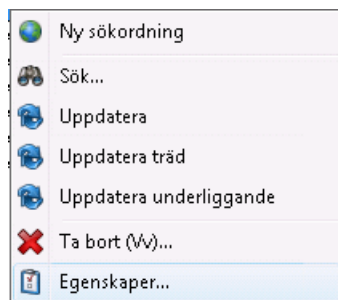 Ny sökordning
Sök...
Uppdatera
Uppdatera träd
Uppdatera underliggande
Ta bort (Vv)...
Egenskaper...